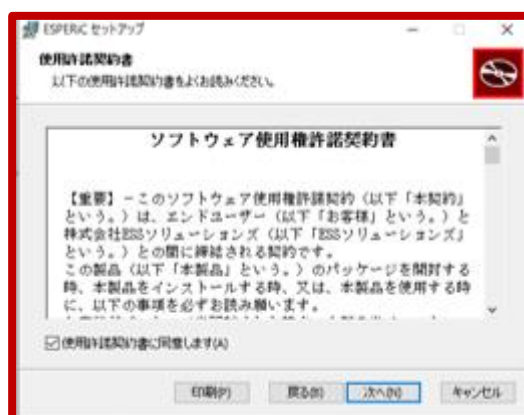 ESPERiC セットアップ
使用許諾契約書
以下の使用許諾契約書をよくお読みください。
ソフトウェア使用権許諾契約書
【重要】－このソフトウェア使用権許諾契約（以下「本契約」
という。）は、エンドユーザー（以下「お客様」という。）と
株式会社ESSソリューションズ（以下「ESSソリューションズ」
という。）との間に締結される契約です。
この製品（以下「本製品」という。）のパッケージを開封する
時、本製品をインストールする時、又は、本製品を使用する時
に、以下の事項を必ずお読み願います。
使用許諾契約書に同意します(A)
印刷(P)
戻る(B)
次へ(N)
キャンセル